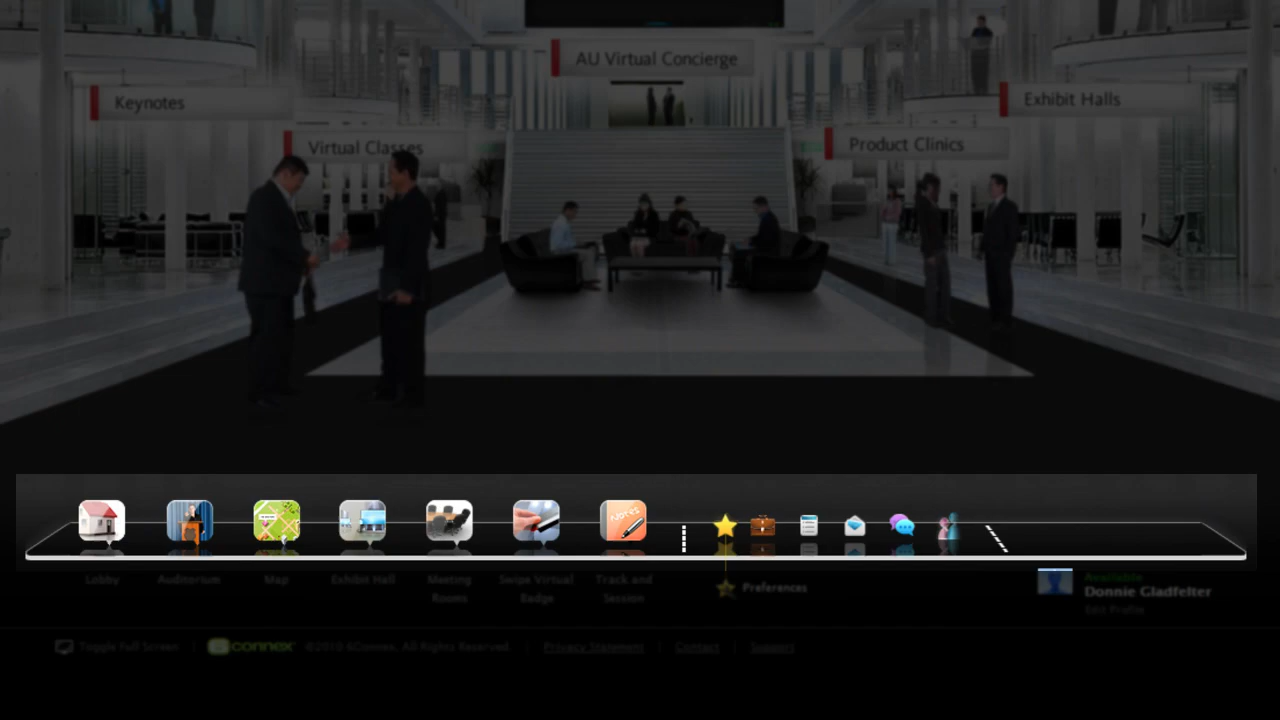 AU Virtual Concierge
Keynotes
Exhibit Halls
Virtual Classes
Product Clinics
Notes
Lobby
Auditorium
Map
Exhibit Hall
Meeting
Rooms
Swipe Virtual
Badge
Track and
Session
Preferences
Available
Donnie Gladfelter
Edit Profile
Toggle Full Screen
connex
©2010 6Connex, All Rights Reserved.
Privacy Statement
Contact
Support